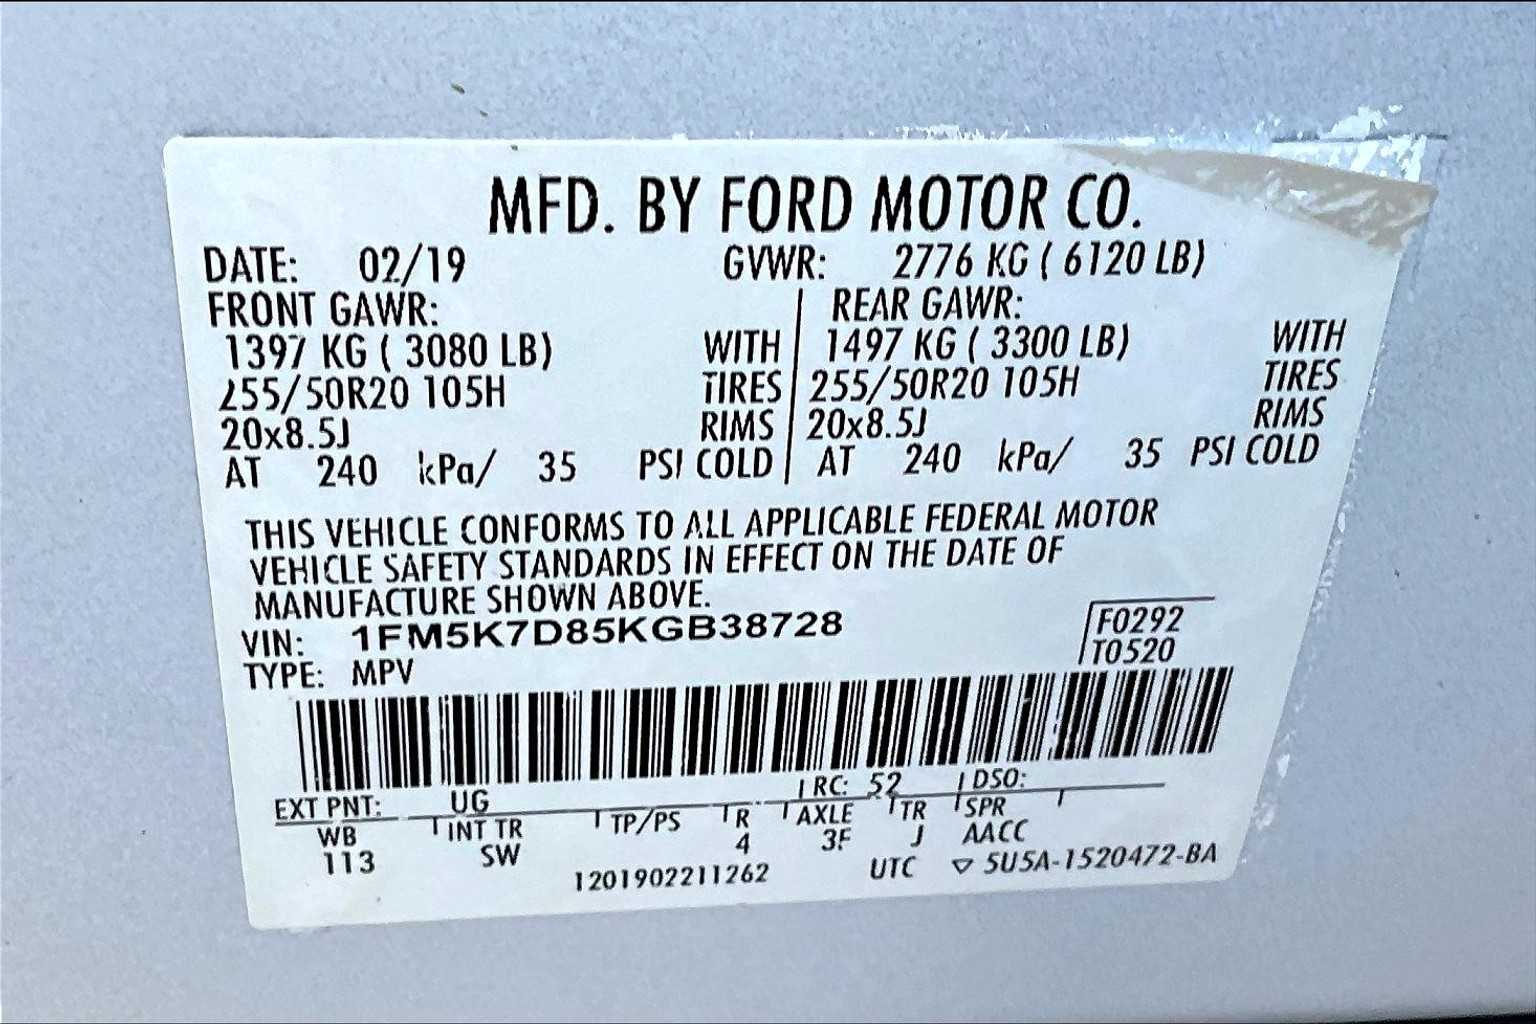 MFD. BY FORD MOTOR CO.
DATE: 02/19 GVWR: 2776 KG ( 6120 LB)
FRONT GAWR: REAR GAWR:
1397 KG ( 3080 LB) WITH 1497 KG ( 3300 LB) WITH
255/50R20 105H TIRES 255/50R20 105H TIRES
20x8.5J RIMS 20x8.5J RIMS
AT 240 kPa/ 35 PSI COLD AT 240 kPa/ 35 PSI COLD
THIS VEHICLE CONFORMS TO ALL APPLICABLE FEDERAL MOTOR
VEHICLE SAFETY STANDARDS IN EFFECT ON THE DATE OF
MANUFACTURE SHOWN ABOVE.
VIN: 1FM5K7D85KGB38728 F0292
TYPE: MPV T0520
EXT PNT: UG RC: 52 DSO:
WB INT TR TP/PS R AXLE TR SPR
113 SW 4 3F J AACC
1201902211262 UTC ▽ 5U5A-1520472-BA